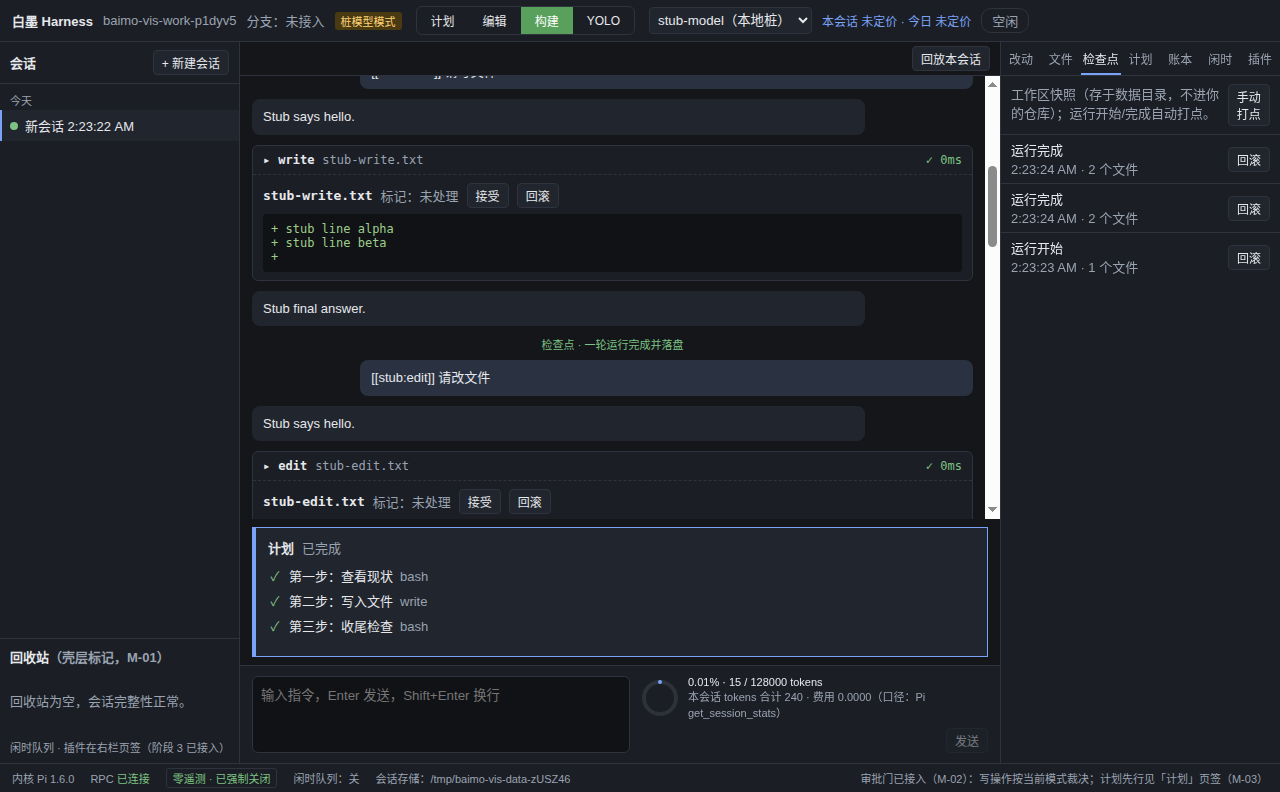 白墨 Harness baimo-vis-work-p1dyv5 分支：未接入 桩模型模式 计划 编辑 构建 YOLO stub-model（本地桩） 本会话 未定价 · 今日 未定价 空闲
会话 + 新建会话
今天
新会话 2:23:22 AM
回收站（壳层标记，M-01）
回收站为空，会话完整性正常。
闲时队列 · 插件在右栏页签（阶段 3 已接入）
回放本会话
Stub says hello.
▸ write stub-write.txt ✓ 0ms
stub-write.txt 标记：未处理 接受 回滚
+ stub line alpha
+ stub line beta
+
Stub final answer.
检查点 · 一轮运行完成并落盘
[[stub:edit]] 请改文件
Stub says hello.
▸ edit stub-edit.txt ✓ 0ms
stub-edit.txt 标记：未处理 接受 回滚
计划 已完成
✓ 第一步：查看现状 bash
✓ 第二步：写入文件 write
✓ 第三步：收尾检查 bash
输入指令，Enter 发送，Shift+Enter 换行
0.01% · 15 / 128000 tokens
本会话 tokens 合计 240 · 费用 0.0000（口径：Pi
get_session_stats）
发送
改动 文件 检查点 计划 账本 闲时 插件
工作区快照（存于数据目录，不进你
的仓库）；运行开始/完成自动打点。
手动
打点
运行完成
2:23:24 AM · 2 个文件
回滚
运行完成
2:23:24 AM · 2 个文件
回滚
运行开始
2:23:23 AM · 1 个文件
回滚
内核 Pi 1.6.0 RPC 已连接 零遥测 · 已强制关闭 闲时队列：关 会话存储：/tmp/baimo-vis-data-zUSZ46 审批门已接入（M-02）：写操作按当前模式裁决；计划先行见「计划」页签（M-03）